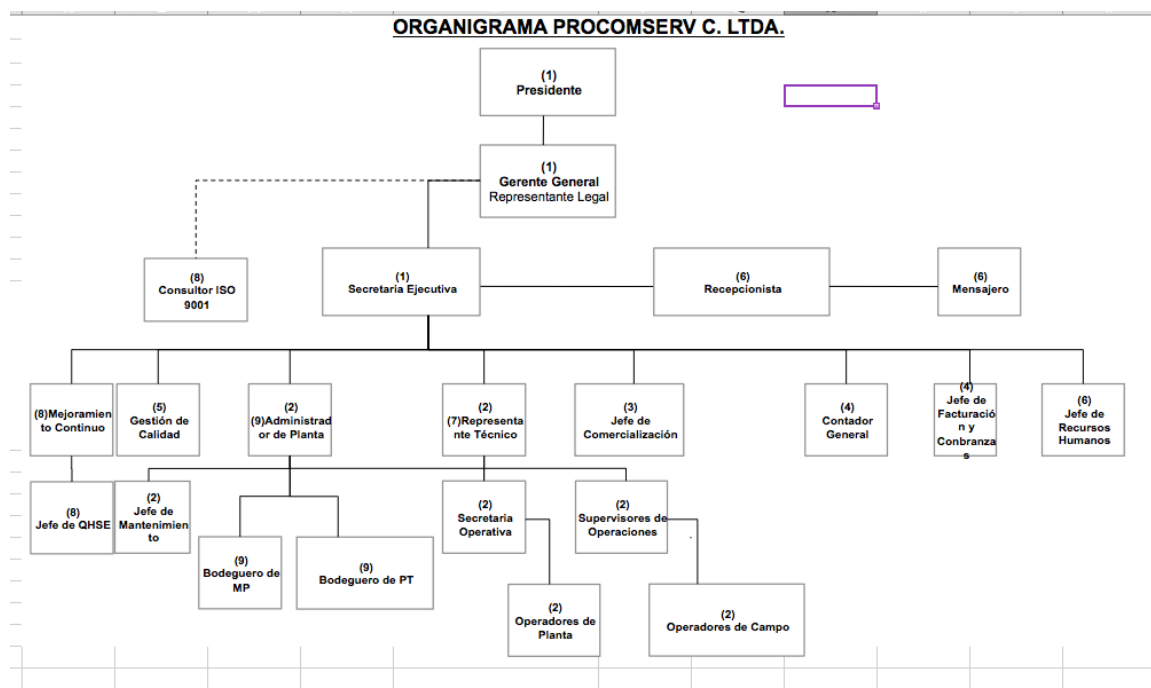 ORGANIGRAMA PROCOMSERV C. LTDA.
(1)
Presidente
(1)
Gerente General
Representante Legal
(8)
Consultor ISO
9001
(1)
Secretaria Ejecutiva
(6)
Recepcionista
(6)
Mensajero
(8)Mejoramien
to Continuo
(5)
Gestión de
Calidad
(2)
(9)Administrad
or de Planta
(2)
(7)Representa
nte Técnico
(3)
Jefe de
Comercialización
(4)
Contador
General
(4)
Jefe de
Facturació
n y
Conbranza
s
(6)
Jefe de
Recursos
Humanos
(8)
Jefe de QHSE
(2)
Jefe de
Mantenimie
nto
(2)
Secretaria
Operativa
(2)
Supervisores de
Operaciones
(9)
Bodeguero de
MP
(9)
Bodeguero de PT
(2)
Operadores de
Planta
(2)
Operadores de Campo